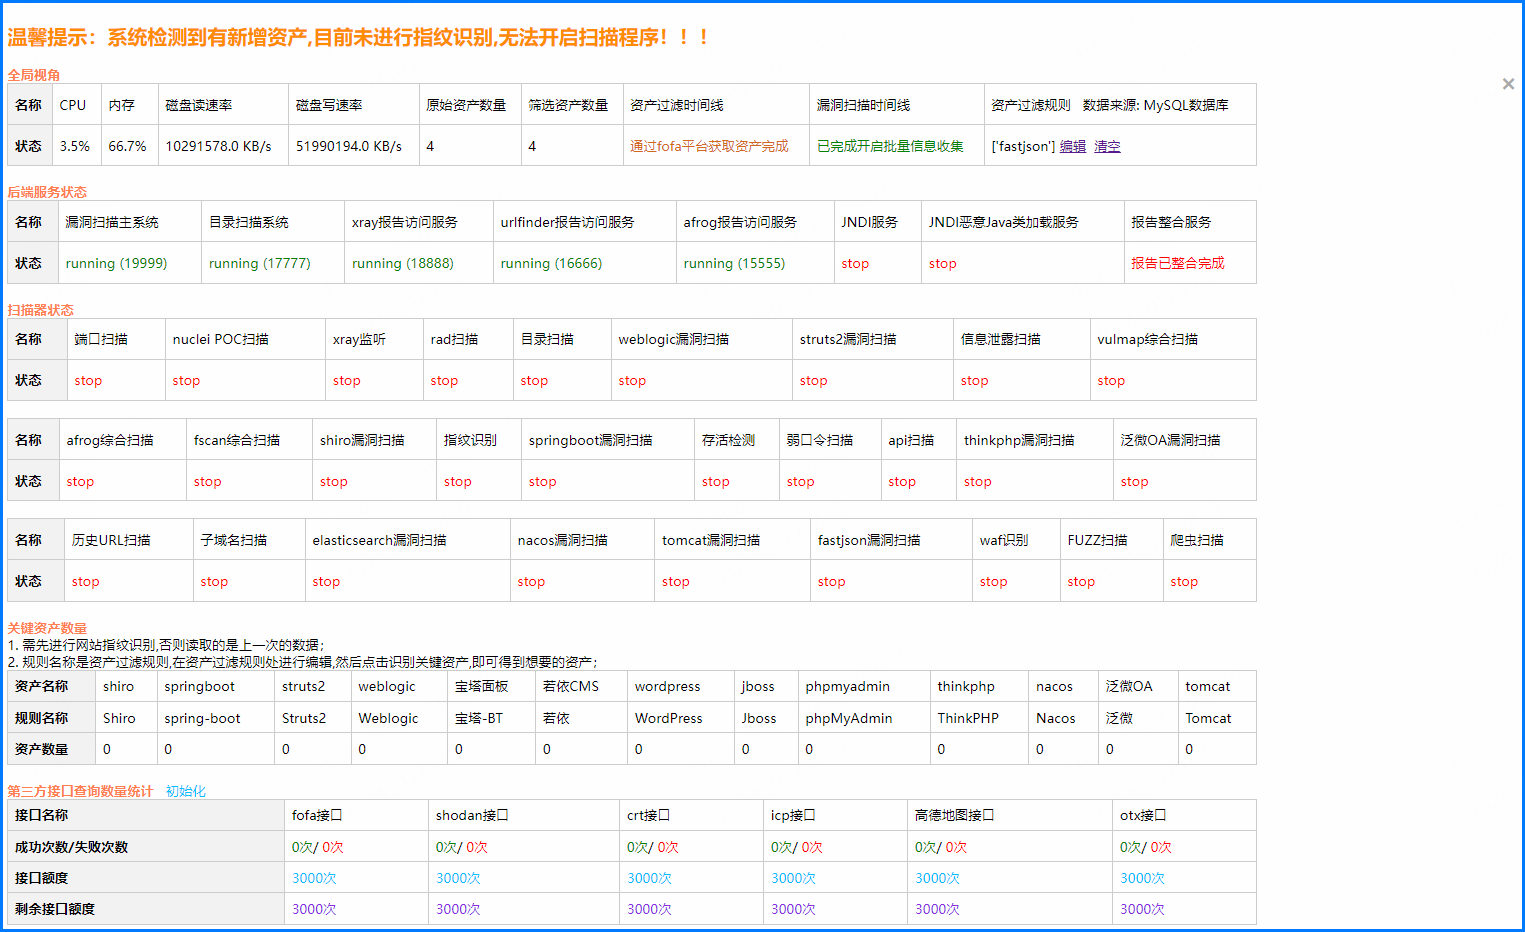 温馨提示：系统检测到有新增资产,目前未进行指纹识别,无法开启扫描程序！！！
全局视角
名称 CPU 内存 磁盘读速率 磁盘写速率 原始资产数量 筛选资产数量 资产过滤时间线 漏洞扫描时间线 资产过滤规则 数据来源: MySQL数据库
状态 3.5% 66.7% 10291578.0 KB/s 51990194.0 KB/s 4 4 通过fofa平台获取资产完成 已完成开启批量信息收集 ['fastjson'] 编辑 清空
后端服务状态
名称 漏洞扫描主系统 目录扫描系统 xray报告访问服务 urlfinder报告访问服务 afrog报告访问服务 JNDI服务 JNDI恶意Java类加载服务 报告整合服务
状态 running (19999) running (17777) running (18888) running (16666) running (15555) stop stop 报告已整合完成
扫描器状态
名称 端口扫描 nuclei POC扫描 xray监听 rad扫描 目录扫描 weblogic漏洞扫描 struts2漏洞扫描 信息泄露扫描 vulmap综合扫描
状态 stop stop stop stop stop stop stop stop stop
名称 afrog综合扫描 fscan综合扫描 shiro漏洞扫描 指纹识别 springboot漏洞扫描 存活检测 弱口令扫描 api扫描 thinkphp漏洞扫描 泛微OA漏洞扫描
状态 stop stop stop stop stop stop stop stop stop stop
名称 历史URL扫描 子域名扫描 elasticsearch漏洞扫描 nacos漏洞扫描 tomcat漏洞扫描 fastjson漏洞扫描 waf识别 FUZZ扫描 爬虫扫描
状态 stop stop stop stop stop stop stop stop stop
关键资产数量
1. 需先进行网站指纹识别,否则读取的是上一次的数据；
2. 规则名称是资产过滤规则,在资产过滤规则处进行编辑,然后点击识别关键资产,即可得到想要的资产；
资产名称 shiro springboot struts2 weblogic 宝塔面板 若依CMS wordpress jboss phpmyadmin thinkphp nacos 泛微OA tomcat
规则名称 Shiro spring-boot Struts2 Weblogic 宝塔-BT 若依 WordPress Jboss phpMyAdmin ThinkPHP Nacos 泛微 Tomcat
资产数量 0 0 0 0 0 0 0 0 0 0 0 0 0
第三方接口查询数量统计 初始化
接口名称 fofa接口 shodan接口 crt接口 icp接口 高德地图接口 otx接口
成功次数/失败次数 0次/ 0次 0次/ 0次 0次/ 0次 0次/ 0次 0次/ 0次 0次/ 0次
接口额度 3000次 3000次 3000次 3000次 3000次 3000次
剩余接口额度 3000次 3000次 3000次 3000次 3000次 3000次